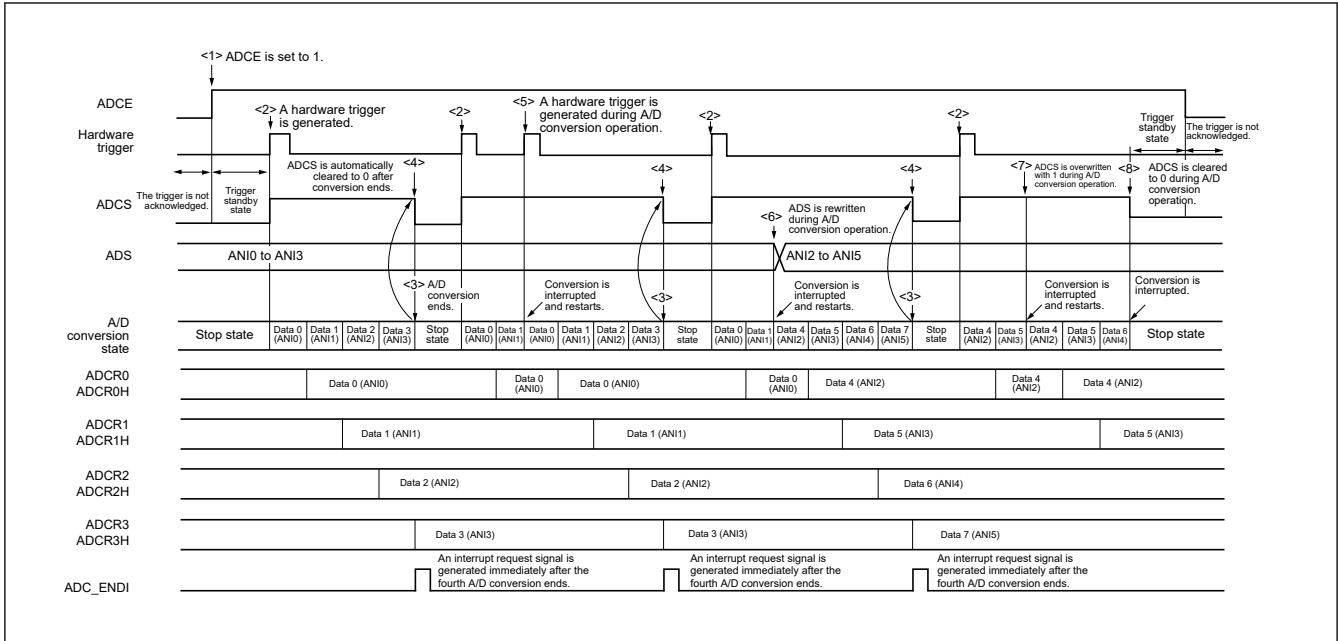 <1> ADCE is set to 1.
ADCE
<2> A hardware trigger
is generated.
<2>
<5> A hardware trigger is
generated during A/D
conversion operation.
<2>
<2>
Trigger
standby
state
The trigger is not
acknowledged.
Hardware
trigger
ADCS is automatically
cleared to 0 after
conversion ends.
<4>
<4>
<4>
<7> ADCS is overwritten
with 1 during A/D
conversion operation.
<8>
ADCS is cleared
to 0 during A/D
conversion
operation.
The trigger is not
acknowledged.
Trigger
standby
state
ADCS
<6> ADS is rewritten
during A/D
conversion operation.
ADS
ANI0 to ANI3
ANI2 to ANI5
<3> A/D
conversion
ends.
Conversion is
interrupted
and restarts.
<3>
Conversion is
interrupted
and restarts.
<3>
Conversion is
interrupted
and restarts.
Conversion is
interrupted.
A/D
conversion
state
Stop state
Data 0
(ANI0)
Data 1
(ANI1)
Data 2
(ANI2)
Data 3
(ANI3)
Stop
state
Data 0
(ANI0)
Data 1
(ANI1)
Data 0
(ANI0)
Data 1
(ANI1)
Data 2
(ANI2)
Data 3
(ANI3)
Stop
state
Data 0
(ANI0)
Data 1
(ANI1)
Data 4
(ANI2)
Data 5
(ANI3)
Data 6
(ANI4)
Data 7
(ANI5)
Stop
state
Data 4
(ANI2)
Data 5
(ANI3)
Data 4
(ANI2)
Data 5
(ANI3)
Data 6
(ANI4)
Stop state
ADCR0
ADCR0H
Data 0 (ANI0)
Data 0
(ANI0)
Data 0 (ANI0)
Data 0
(ANI0)
Data 4 (ANI2)
Data 4
(ANI2)
Data 4 (ANI2)
ADCR1
ADCR1H
Data 1 (ANI1)
Data 1 (ANI1)
Data 5 (ANI3)
Data 5 (ANI3)
ADCR2
ADCR2H
Data 2 (ANI2)
Data 2 (ANI2)
Data 6 (ANI4)
ADCR3
ADCR3H
Data 3 (ANI3)
Data 3 (ANI3)
Data 7 (ANI5)
ADC_ENDI
An interrupt request signal is
generated immediately after the
fourth A/D conversion ends.
An interrupt request signal is
generated immediately after the
fourth A/D conversion ends.
An interrupt request signal is
generated immediately after the
fourth A/D conversion ends.